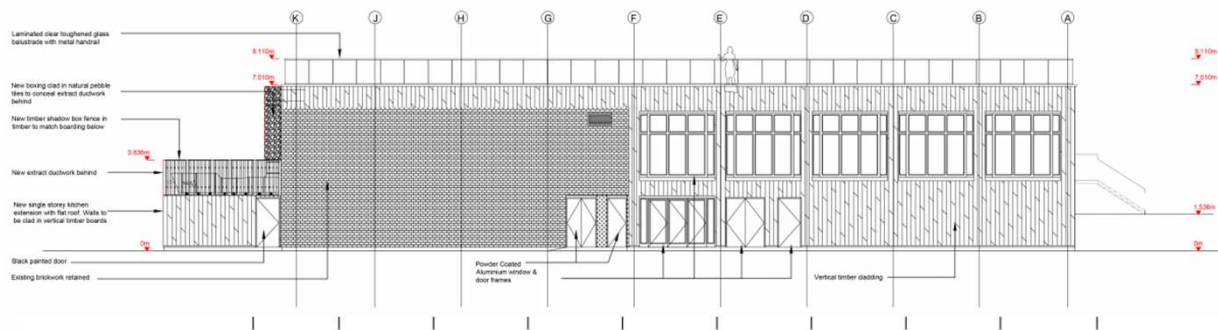 K J H G F E D C B A
Laminated clear toughened glass
balustrade with metal handrail
8.110m
8.110m
7.010m
7.010m
New boxing clad in natural pebble
tiles to conceal extract ductwork
behind
New timber shadow box fence in
timber to match boarding below
3.636m
New extract ductwork behind
New single storey kitchen
extension with flat roof. Walls to
be clad in vertical timber boards
1.536m
0m
0m
Black painted door
Existing brickwork retained
Powder Coated
Aluminium window &
door frames
Vertical timber cladding